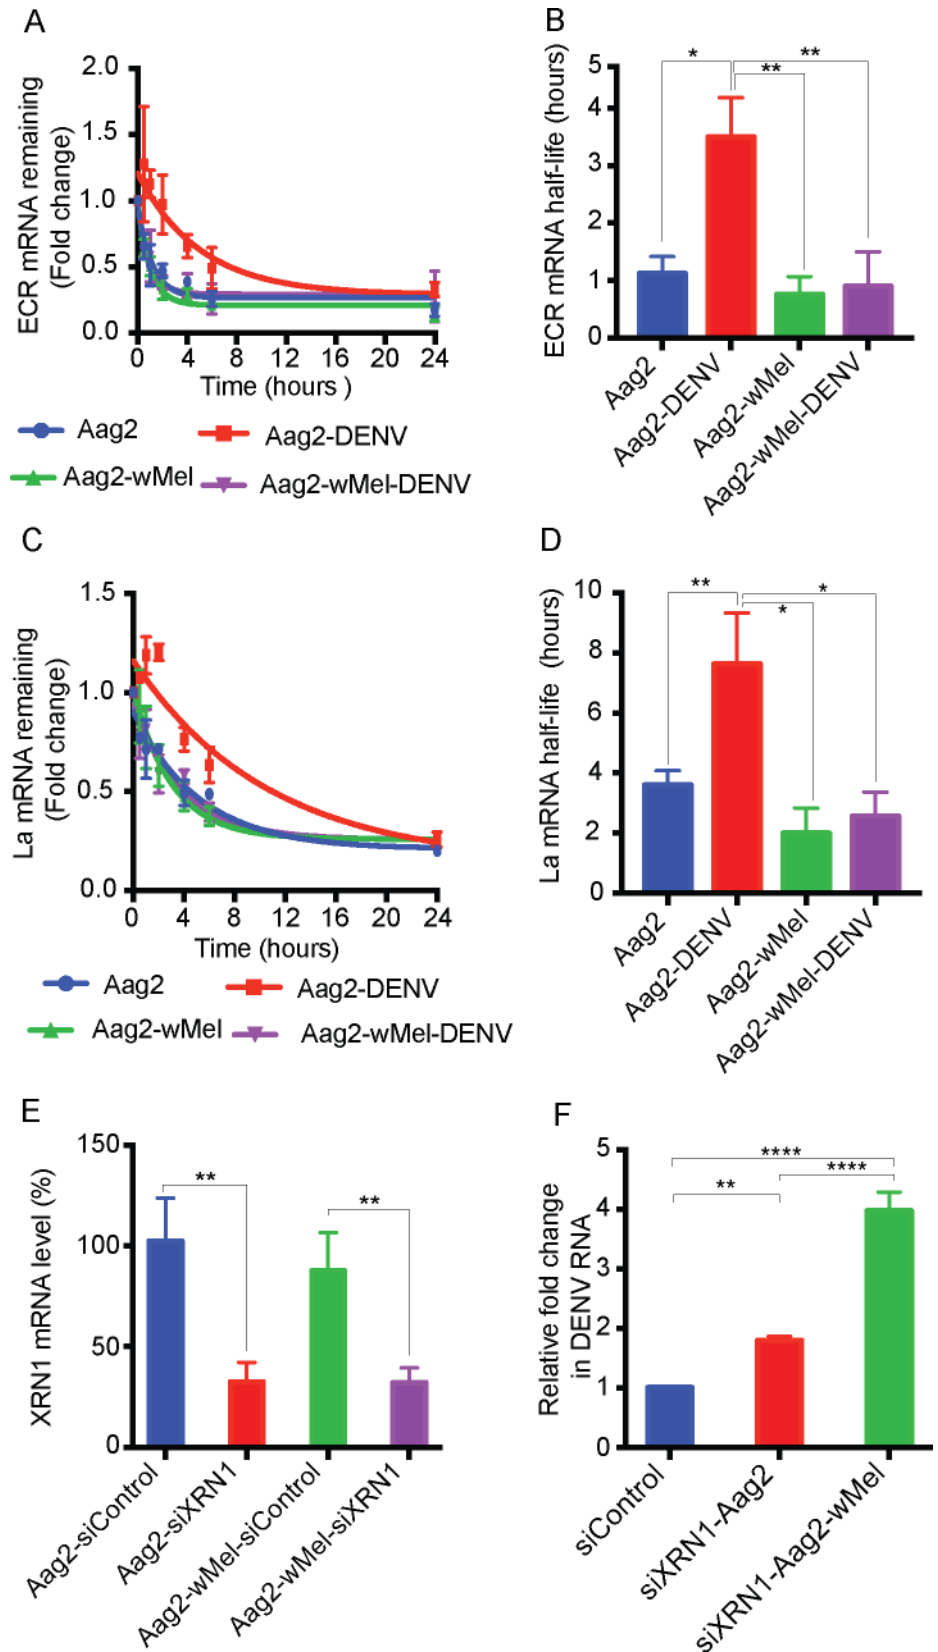 A
ECR mRNA remaining
(Fold change)
2.0
1.5
1.0
0.5
0.0
0 4 8 12 16 20 24
Time (hours )
Aag2
Aag2-DENV
Aag2-wMel
Aag2-wMel-DENV
B
ECR mRNA half-life (hours)
5
4
3
2
1
0
* ** **
Aag2
Aag2-DENV
Aag2-wMel
Aag2-wMel-DENV
C
La mRNA remaining
(Fold change)
1.5
1.0
0.5
0.0
0 4 8 12 16 20 24
Time (hours)
Aag2
Aag2-DENV
Aag2-wMel
Aag2-wMel-DENV
D
La mRNA half-life (hours)
10
8
6
4
2
0
** * *
Aag2
Aag2-DENV
Aag2-wMel
Aag2-wMel-DENV
E
XRN1 mRNA level (%)
150
100
50
0
** **
Aag2-siControl
Aag2-siXRN1
Aag2-wMel-siControl
Aag2-wMel-siXRN1
F
Relative fold change
in DENV RNA
5
4
3
2
1
0
****
** ****
siControl
siXRN1-Aag2
siXRN1-Aag2-wMel